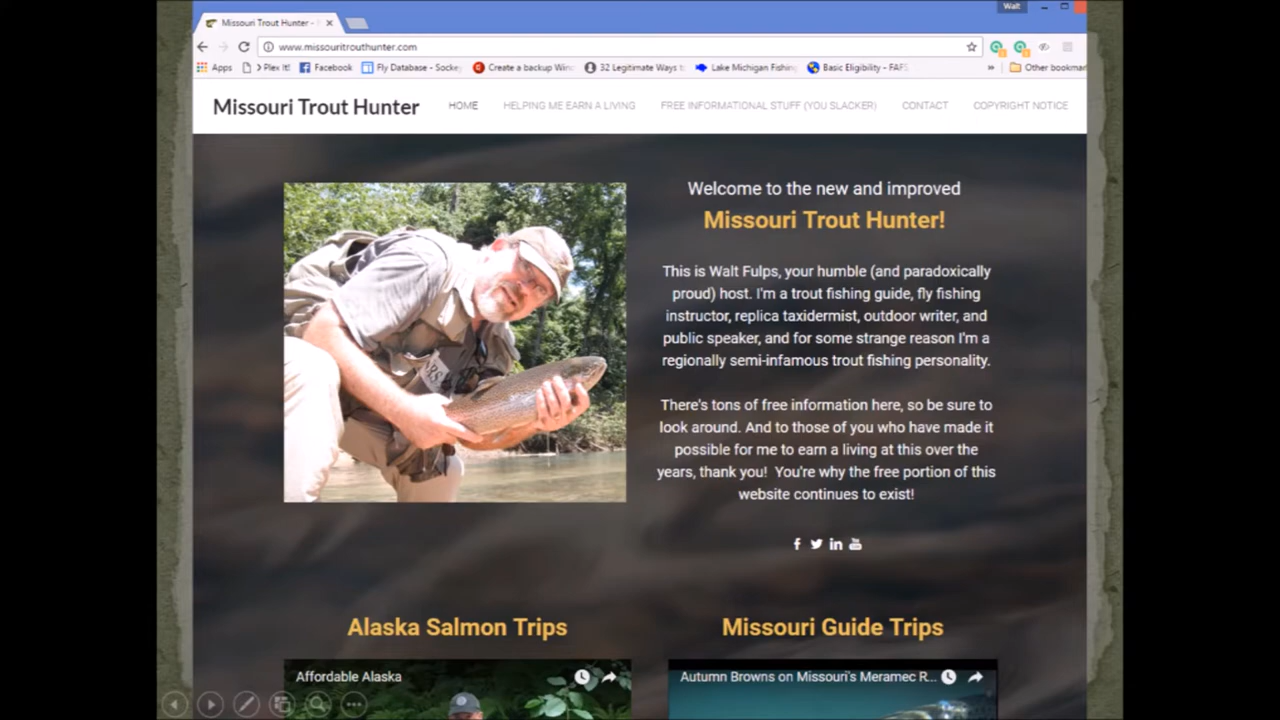 Walt
Missouri Trout Hunter -
www.missouritrouthunter.com
Apps
> Plex It!
Facebook
Fly Database - Socke
Create a backup Win
32 Legitimate Ways t
Lake Michigan Fishin
Basic Eligibility - FAFS
»
Other bookmar
Missouri Trout Hunter
HOME
HELPING ME EARN A LIVING
FREE INFORMATIONAL STUFF (YOU SLACKER)
CONTACT
COPYRIGHT NOTICE
Welcome to the new and improved
Missouri Trout Hunter!
This is Walt Fulps, your humble (and paradoxically
proud) host. I'm a trout fishing guide, fly fishing
instructor, replica taxidermist, outdoor writer, and
public speaker, and for some strange reason I'm a
regionally semi-infamous trout fishing personality.
There's tons of free information here, so be sure to
look around. And to those of you who have made it
possible for me to earn a living at this over the
years, thank you! You're why the free portion of this
website continues to exist!
Alaska Salmon Trips
Missouri Guide Trips
Affordable Alaska
Autumn Browns on Missouri's Meramec R...